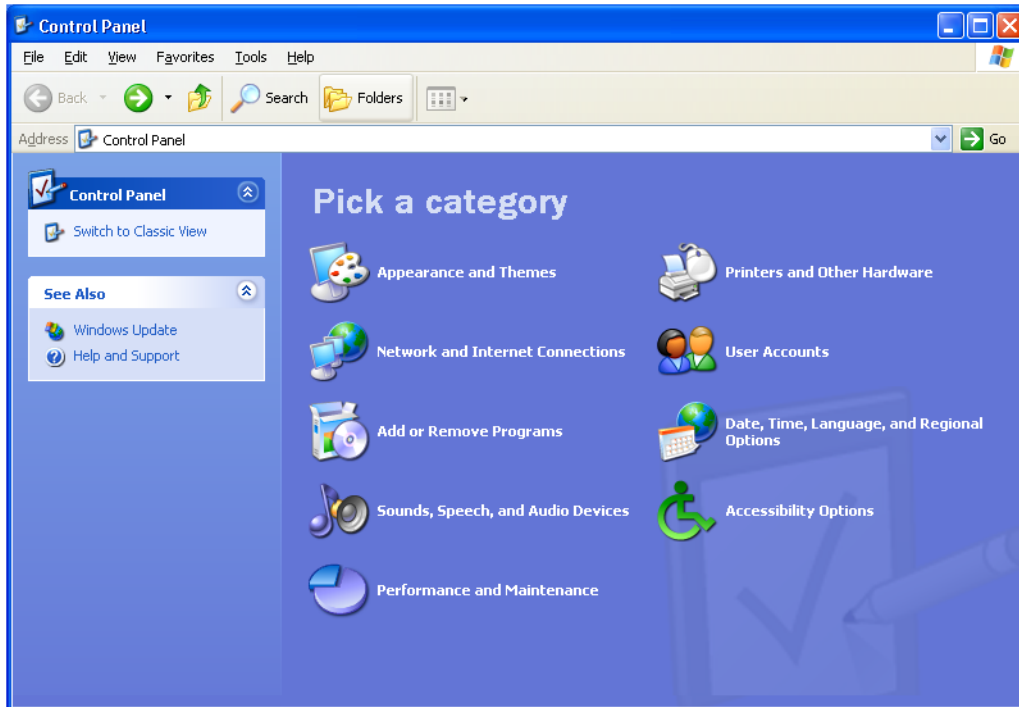 Control Panel
File Edit View Favorites Tools Help
Back Search Folders
Address Control Panel Go
Control Panel
Switch to Classic View
See Also
Windows Update
Help and Support
Pick a category
Appearance and Themes
Printers and Other Hardware
Network and Internet Connections
User Accounts
Add or Remove Programs
Date, Time, Language, and Regional
Options
Sounds, Speech, and Audio Devices
Accessibility Options
Performance and Maintenance